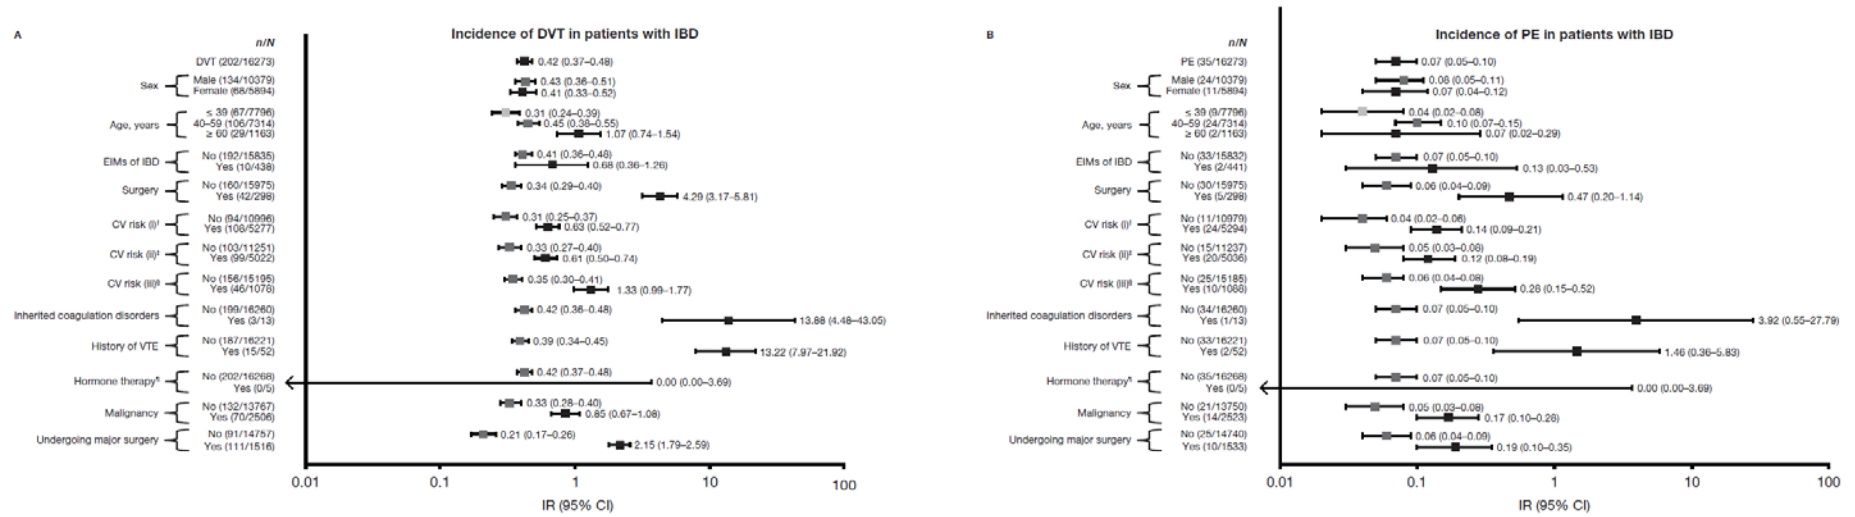 A
Incidence of DVT in patients with IBD
n/N
DVT (202/16273) 0.42 (0.37–0.48)
Sex
Male (134/10379) 0.43 (0.36–0.51)
Female (68/5894) 0.41 (0.33–0.52)
Age, years
≤ 39 (67/7796) 0.31 (0.24–0.39)
40–59 (106/7314) 0.45 (0.38–0.55)
≥ 60 (29/1163) 1.07 (0.74–1.54)
EIMs of IBD
No (192/15835) 0.41 (0.36–0.48)
Yes (10/438) 0.68 (0.36–1.26)
Surgery
No (160/15975) 0.34 (0.29–0.40)
Yes (42/298) 4.29 (3.17–5.81)
CV risk (i)†
No (94/10996) 0.31 (0.25–0.37)
Yes (108/5277) 0.63 (0.52–0.77)
CV risk (ii)‡
No (103/11251) 0.33 (0.27–0.40)
Yes (99/5022) 0.61 (0.50–0.74)
CV risk (iii)§
No (156/15195) 0.35 (0.30–0.41)
Yes (46/1078) 1.33 (0.99–1.77)
Inherited coagulation disorders
No (199/16260) 0.42 (0.36–0.48)
Yes (3/13) 13.88 (4.48–43.05)
History of VTE
No (187/16221) 0.39 (0.34–0.45)
Yes (15/52) 13.22 (7.97–21.92)
Hormone therapy¶
No (202/16268) 0.42 (0.37–0.48)
Yes (0/5) 0.00 (0.00–3.69)
Malignancy
No (132/13767) 0.33 (0.28–0.40)
Yes (70/2506) 0.85 (0.67–1.08)
Undergoing major surgery
No (91/14757) 0.21 (0.17–0.26)
Yes (111/1516) 2.15 (1.79–2.59)
0.01 0.1 1 10 100
IR (95% CI)
B
Incidence of PE in patients with IBD
n/N
PE (35/16273) 0.07 (0.05–0.10)
Sex
Male (24/10379) 0.08 (0.05–0.11)
Female (11/5894) 0.07 (0.04–0.12)
Age, years
≤ 39 (9/7796) 0.04 (0.02–0.08)
40–59 (24/7314) 0.10 (0.07–0.15)
≥ 60 (2/1163) 0.07 (0.02–0.29)
EIMs of IBD
No (33/15832) 0.07 (0.05–0.10)
Yes (2/441) 0.13 (0.03–0.53)
Surgery
No (30/15975) 0.06 (0.04–0.09)
Yes (5/298) 0.47 (0.20–1.14)
CV risk (i)†
No (11/10979) 0.04 (0.02–0.06)
Yes (24/5294) 0.14 (0.09–0.21)
CV risk (ii)‡
No (15/11237) 0.05 (0.03–0.08)
Yes (20/5036) 0.12 (0.08–0.19)
CV risk (iii)§
No (25/15185) 0.06 (0.04–0.08)
Yes (10/1088) 0.28 (0.15–0.52)
Inherited coagulation disorders
No (34/16260) 0.07 (0.05–0.10)
Yes (1/13) 3.92 (0.55–27.79)
History of VTE
No (33/16221) 0.07 (0.05–0.10)
Yes (2/52) 1.46 (0.36–5.83)
Hormone therapy¶
No (35/16268) 0.07 (0.05–0.10)
Yes (0/5) 0.00 (0.00–3.69)
Malignancy
No (21/13750) 0.05 (0.03–0.08)
Yes (14/2523) 0.17 (0.10–0.28)
Undergoing major surgery
No (25/14740) 0.06 (0.04–0.09)
Yes (10/1533) 0.19 (0.10–0.35)
0.01 0.1 1 10 100
IR (95% CI)